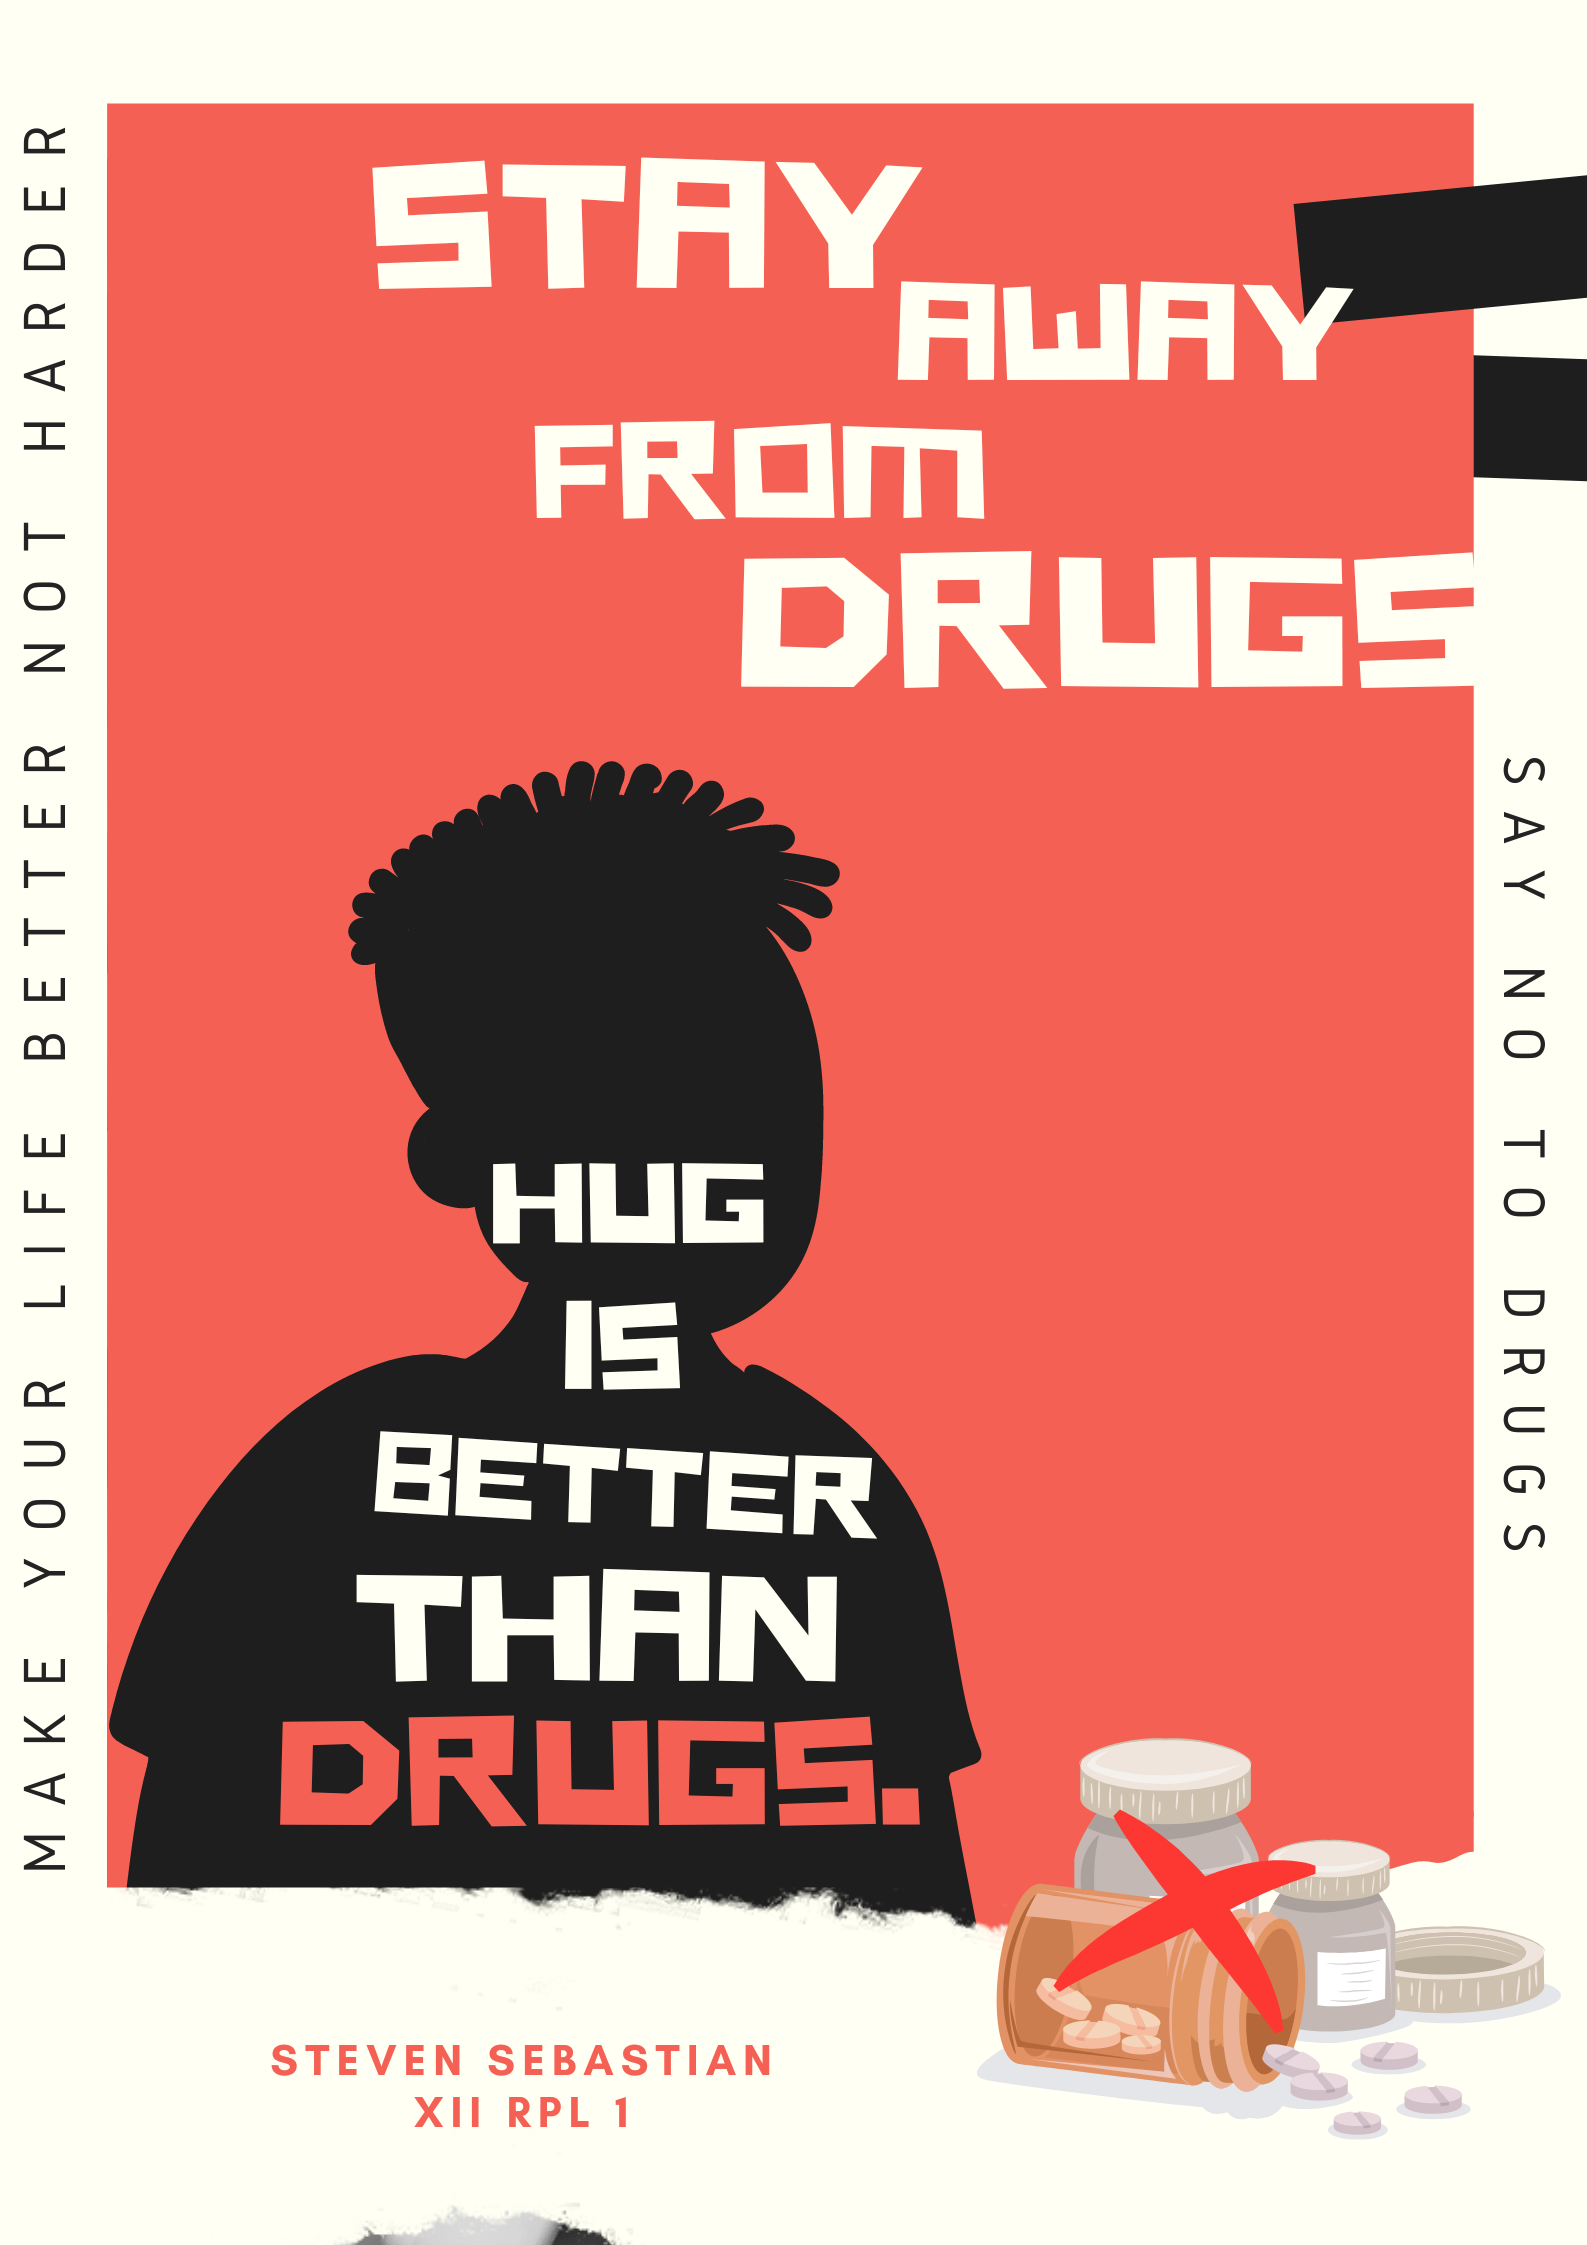 STAY
AWAY
FROM
DRUGS
MAKE YOUR LIFE BETTER NOT HARDER
SAY NO TO DRUGS
HUG
IS
BETTER
THAN
DRUGS.
STEVEN SEBASTIAN
XII RPL 1